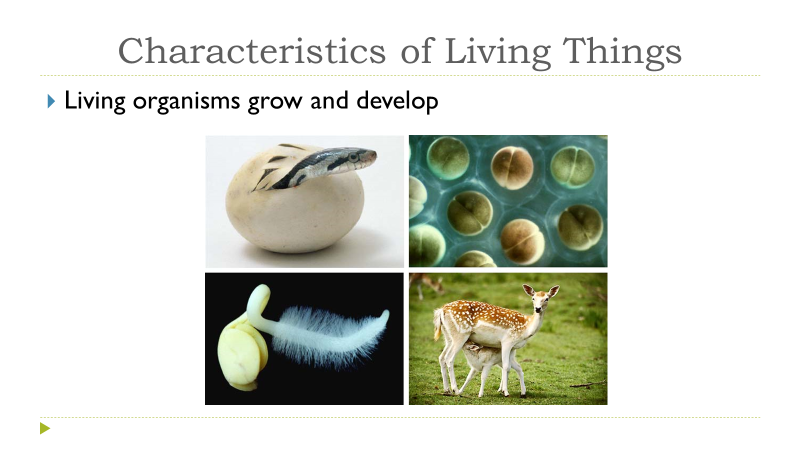 Characteristics of Living Things
Living organisms grow and develop